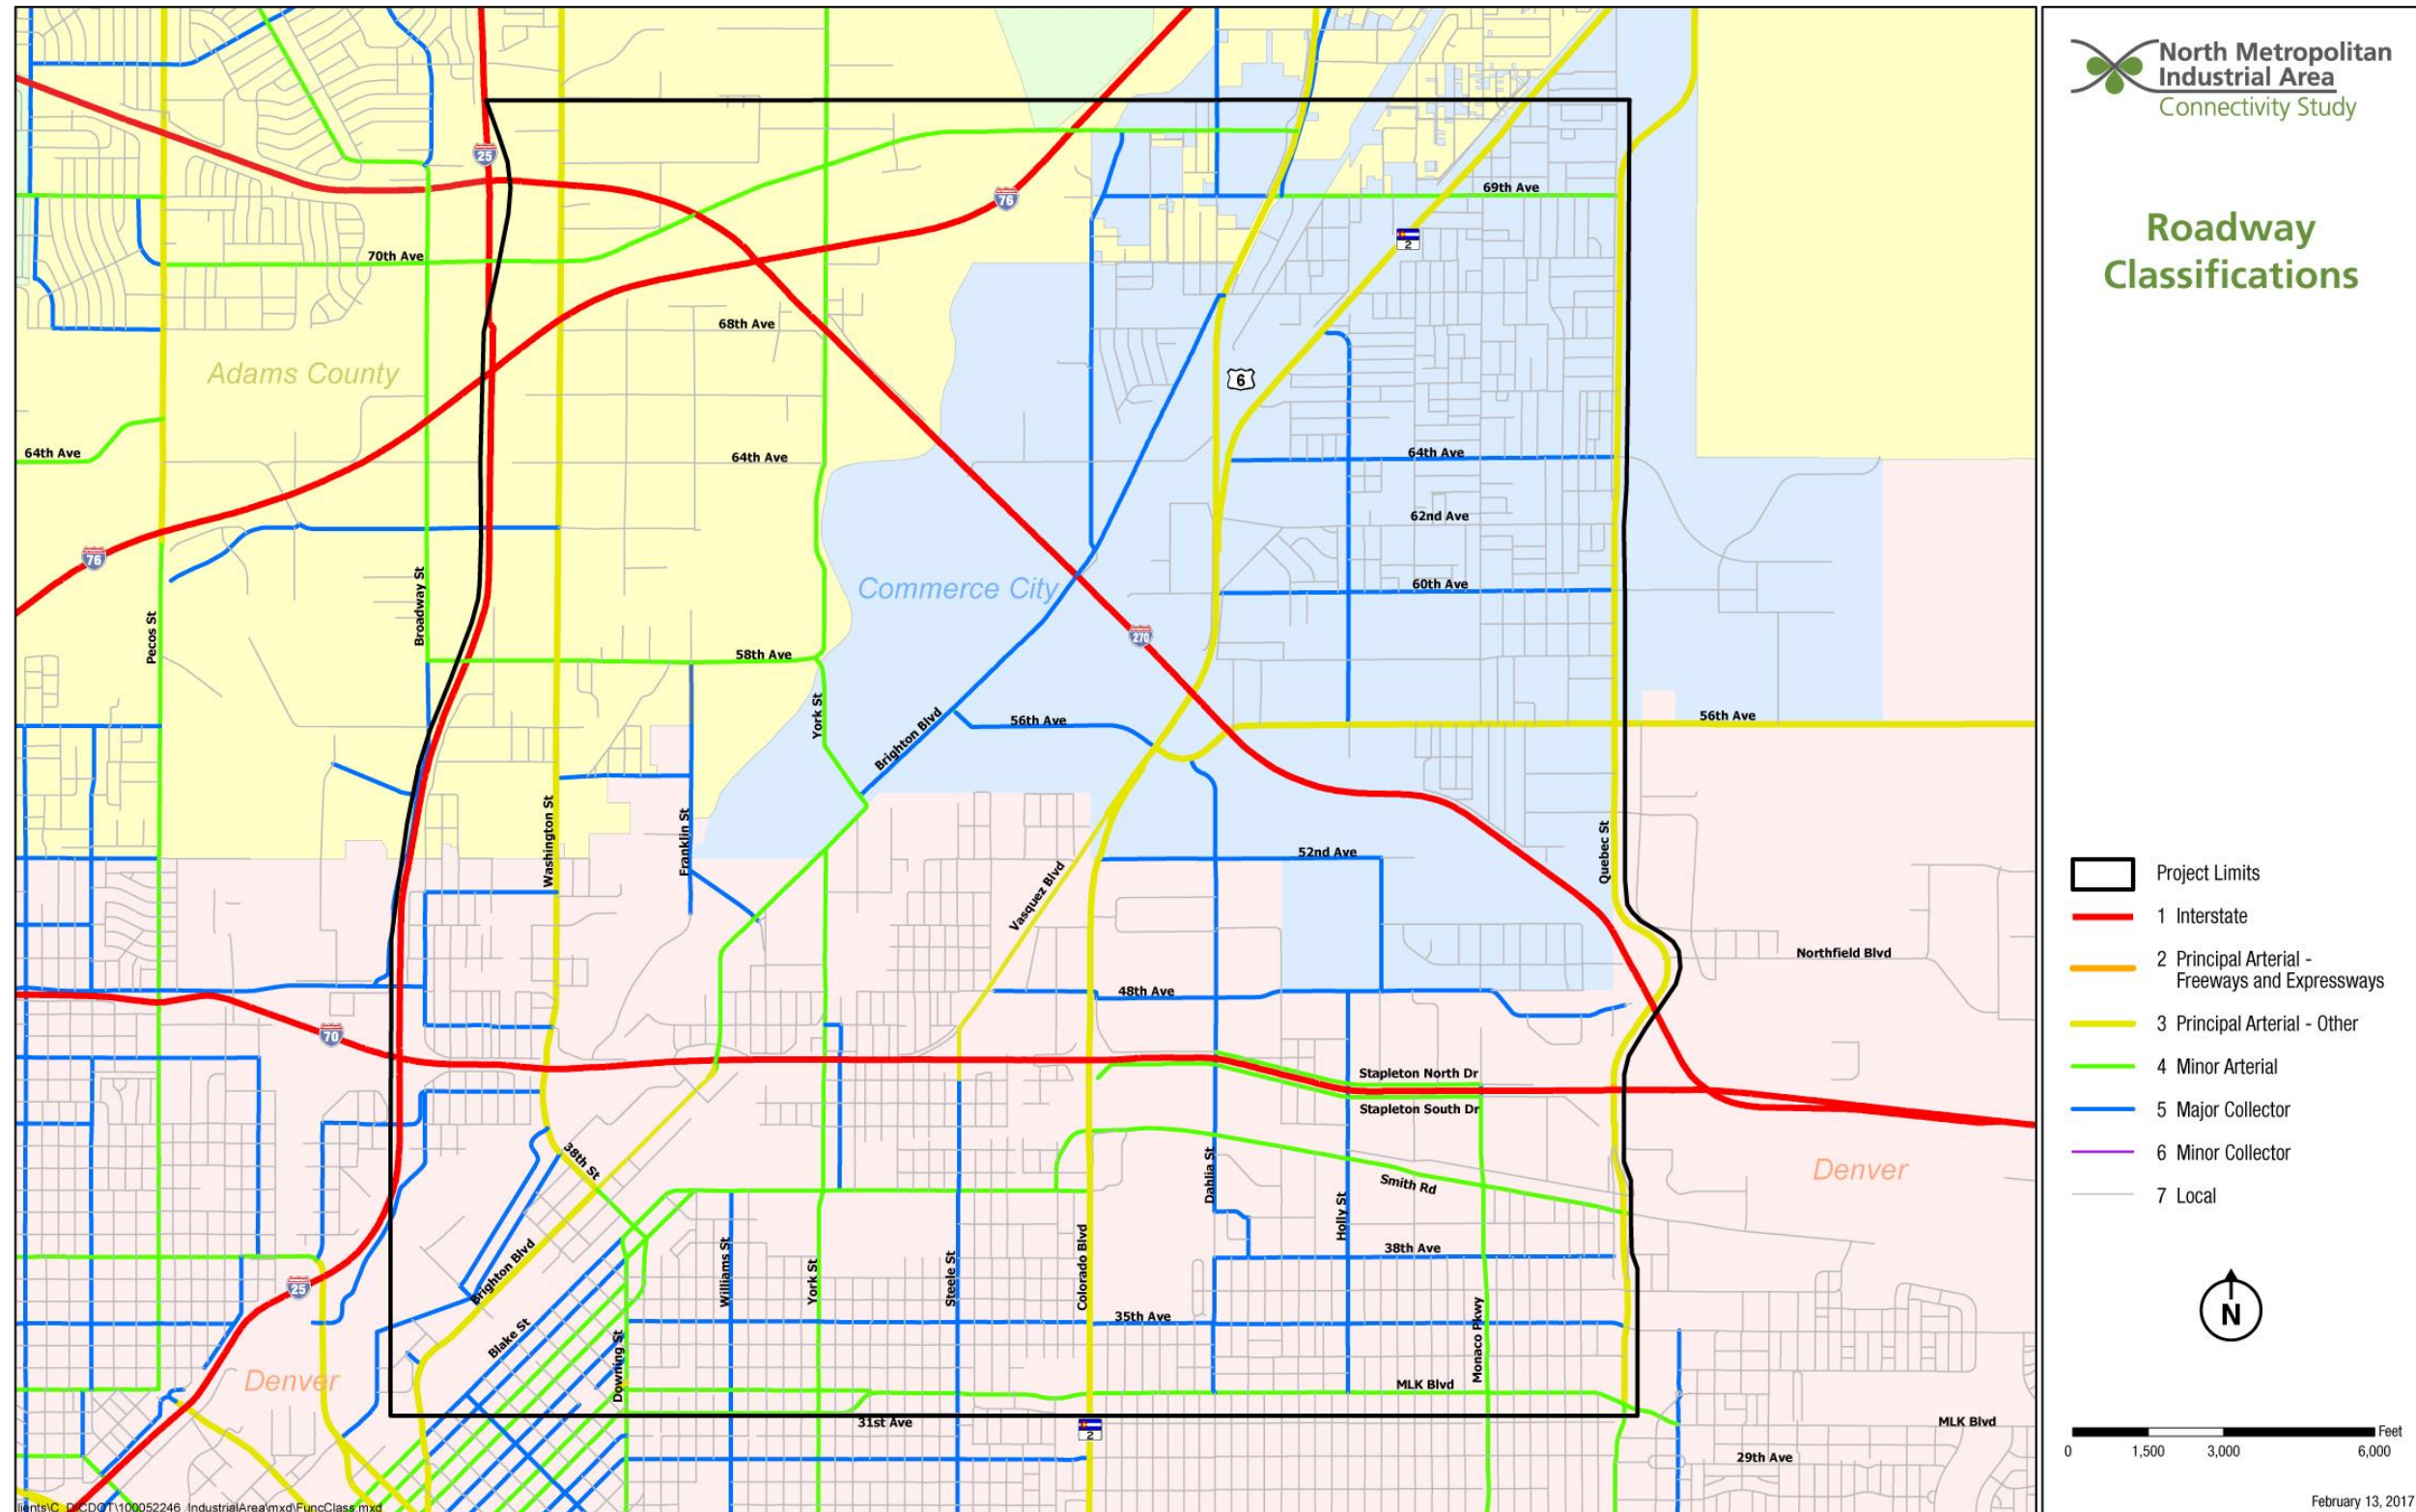 North Metropolitan
Industrial Area
Connectivity Study
Roadway
Classifications
25
76
69th Ave
2
70th Ave
68th Ave
Adams County
6
64th Ave
64th Ave
64th Ave
62nd Ave
76
Commerce City
60th Ave
Broadway St
Pecos St
270
58th Ave
York St
Brighton Blvd
56th Ave
56th Ave
Washington St
Franklin St
Quebec St
52nd Ave
Vasquez Blvd
Northfield Blvd
48th Ave
70
Stapleton North Dr
Stapleton South Dr
38th St
Dahlia St
Smith Rd
Denver
Holly St
38th Ave
Brighton Blvd
Williams St
York St
Steele St
Colorado Blvd
25
35th Ave
Monaco Pkwy
Blake St
Downing St
Denver
MLK Blvd
31st Ave
2
MLK Blvd
29th Ave
lients\C_D\CDOT\100052246_IndustrialArea\mxd\FuncClass.mxd
Project Limits
1 Interstate
2 Principal Arterial -
Freeways and Expressways
3 Principal Arterial - Other
4 Minor Arterial
5 Major Collector
6 Minor Collector
7 Local
N
Feet
0 1,500 3,000 6,000
February 13, 2017